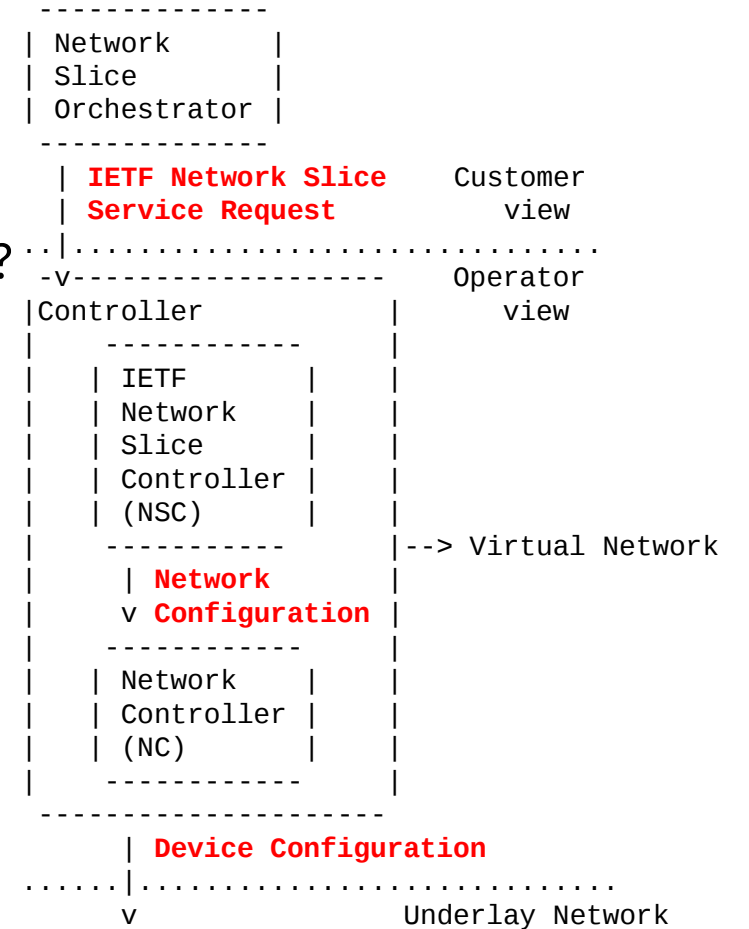 --------------
| Network      |
| Slice        |
| Orchestrator |
--------------
| IETF Network Slice    Customer
| Service Request          view
? ..|.................................
-v-------------------    Operator
|Controller            |      view
|     ------------     |
|   | IETF       |     |
|   | Network    |     |
|   | Slice      |     |
|   | Controller |     |
|   | (NSC)      |     |
|     -----------      |--> Virtual Network
|      | Network       |
|      v Configuration |
|     ------------     |
|   | Network    |     |
|   | Controller |     |
|   | (NC)       |     |
|     ------------     |
---------------------
| Device Configuration
......|..............................
v                Underlay Network